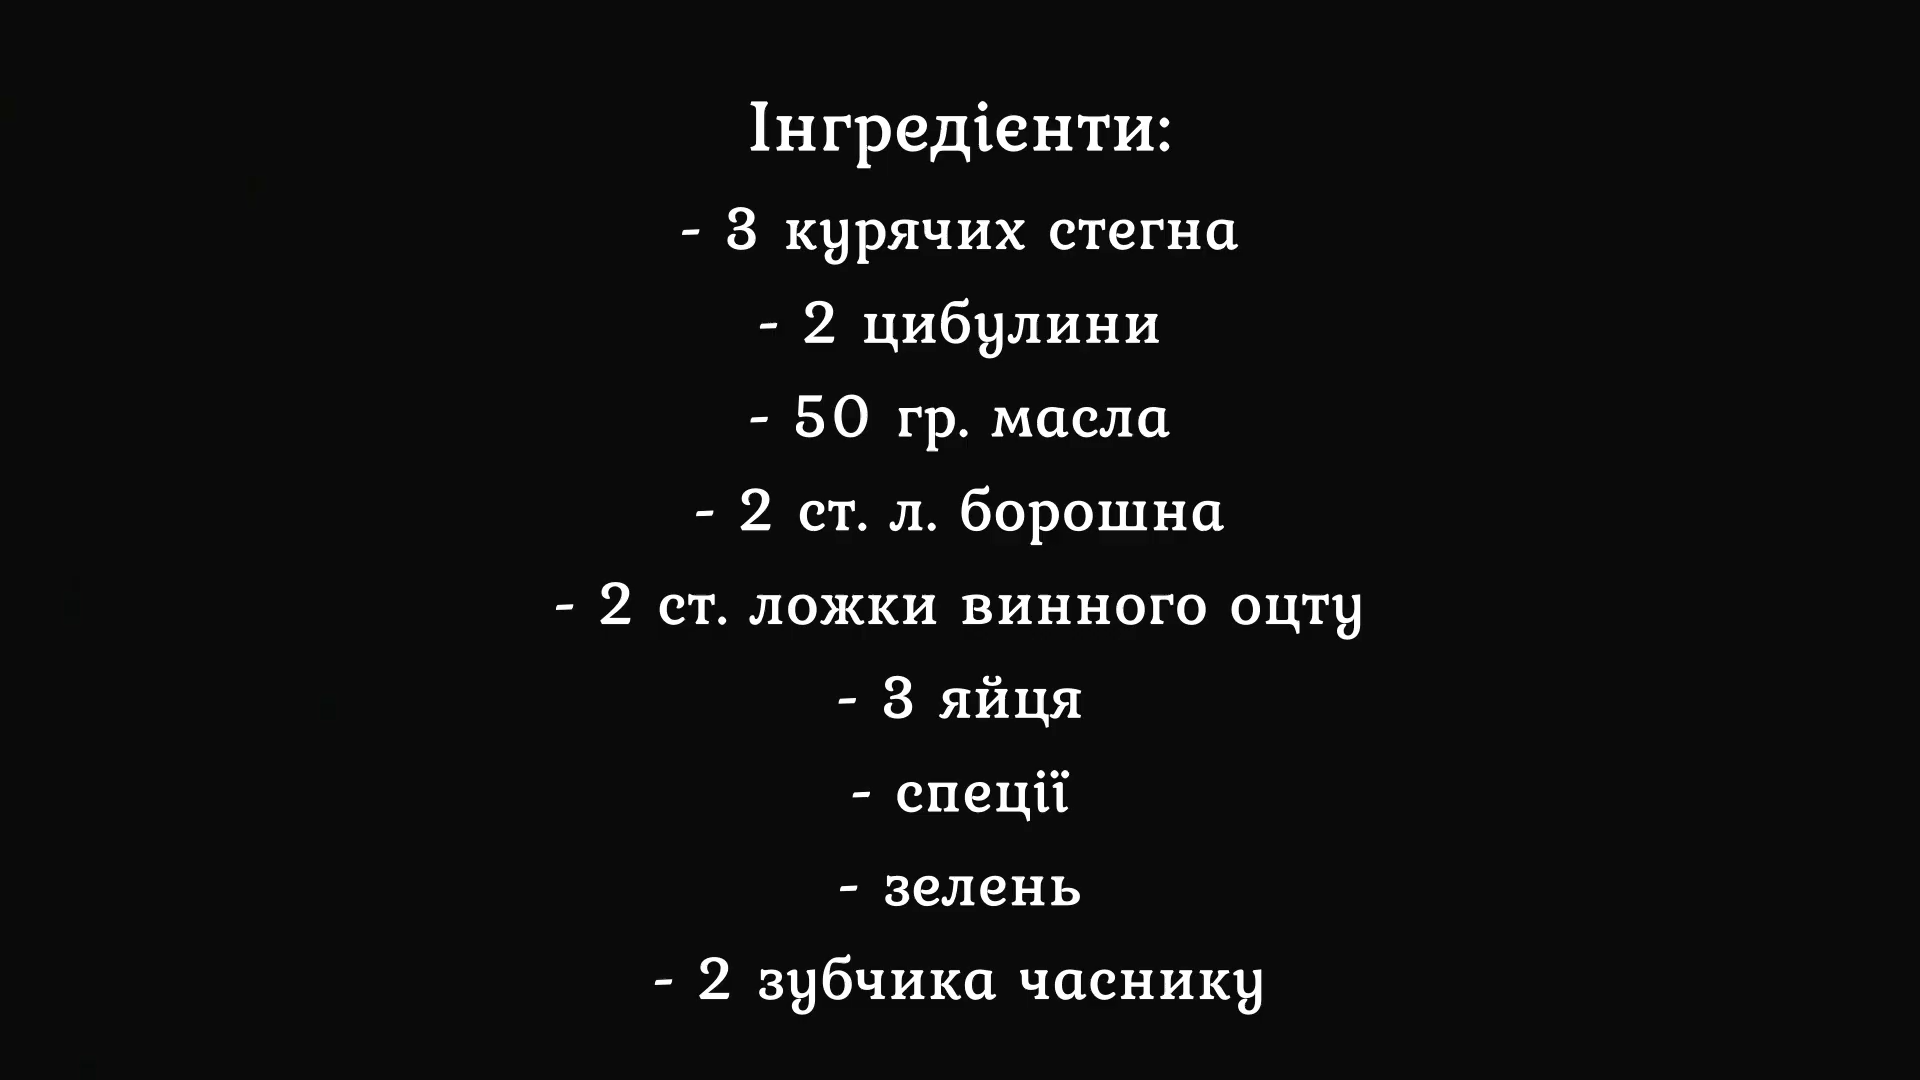 Інгредієнти:
- 3 курячих стегна
- 2 цибулини
- 50 гр. масла
- 2 ст. л. борошна
- 2 ст. ложки винного оцту
- 3 яйця
- спеції
- зелень
- 2 зубчика часнику